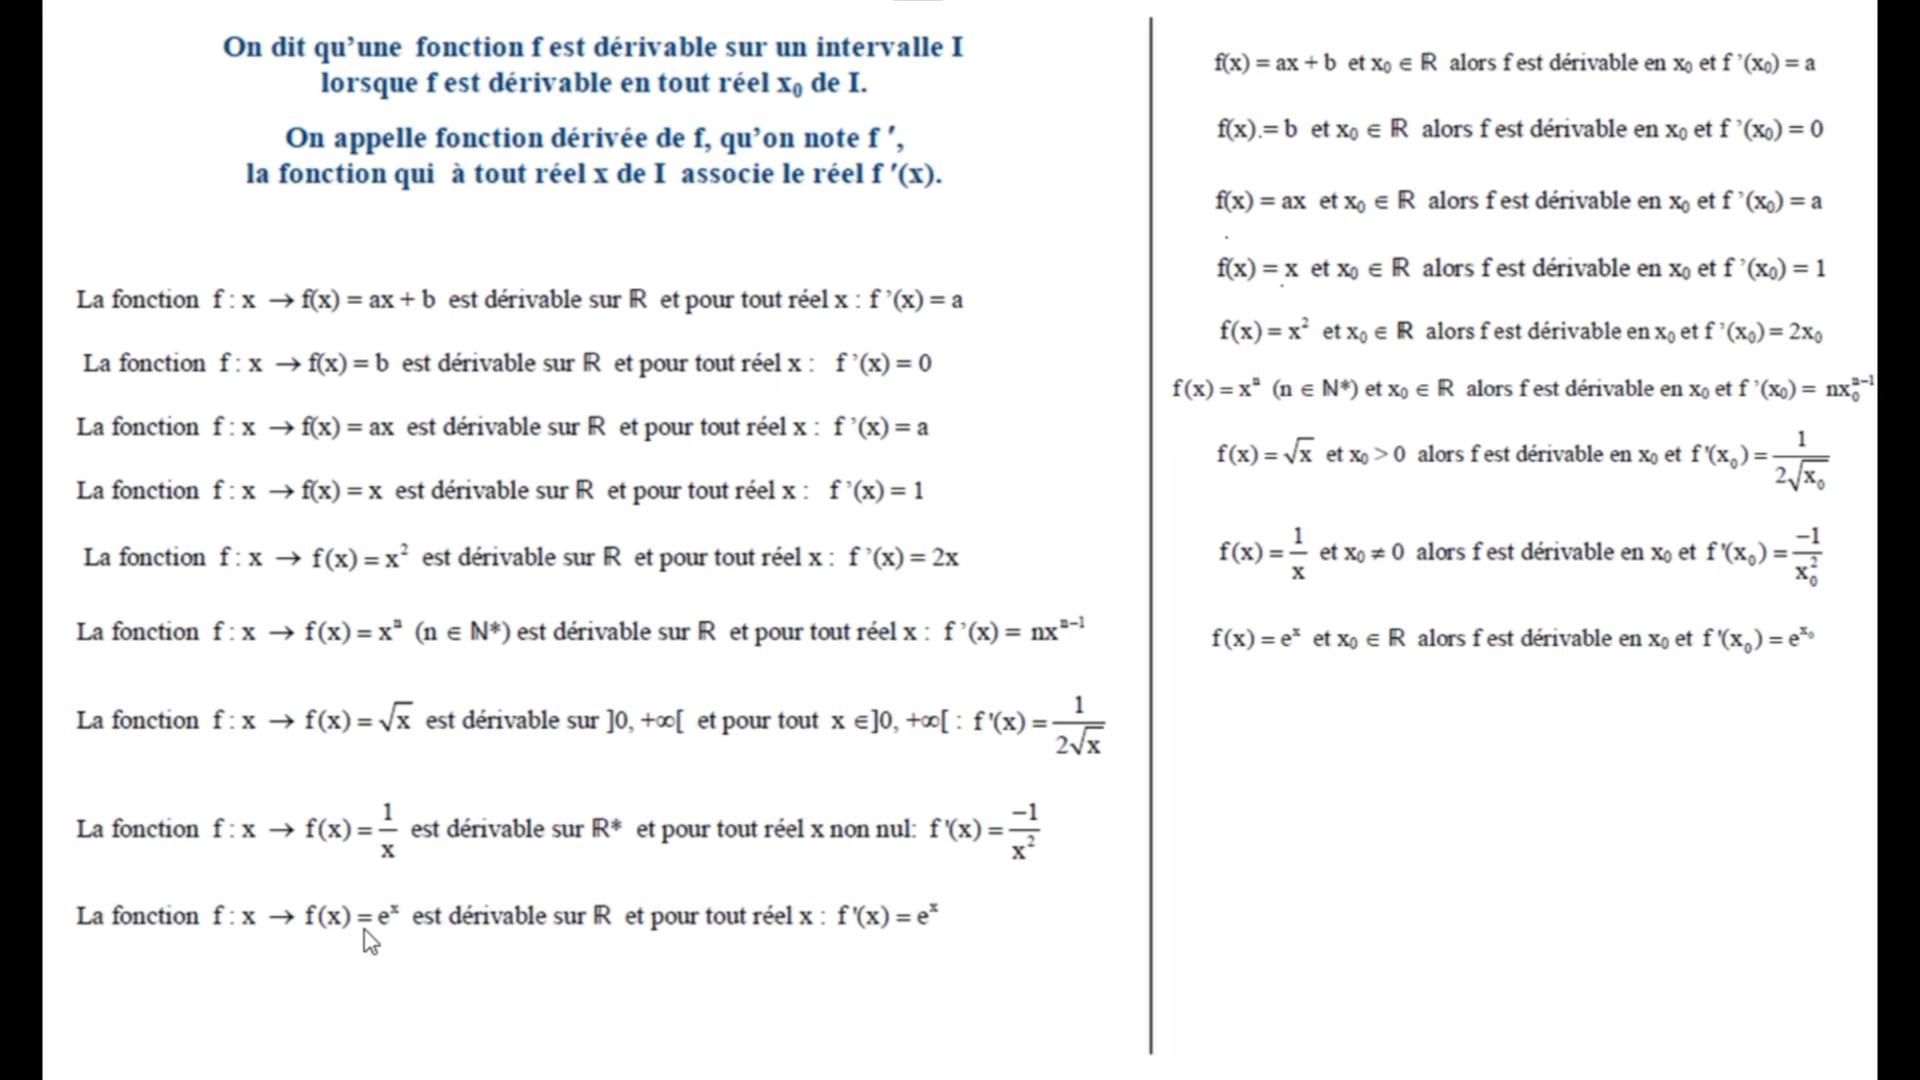 On dit qu’une fonction f est dérivable sur un intervalle I
lorsque f est dérivable en tout réel x₀ de I.
On appelle fonction dérivée de f, qu’on note f ′,
la fonction qui à tout réel x de I associe le réel f ′(x).
La fonction f : x → f(x) = ax + b est dérivable sur ℝ et pour tout réel x : f ’(x) = a
La fonction f : x → f(x) = b est dérivable sur ℝ et pour tout réel x : f ’(x) = 0
La fonction f : x → f(x) = ax est dérivable sur ℝ et pour tout réel x : f ’(x) = a
La fonction f : x → f(x) = x est dérivable sur ℝ et pour tout réel x : f ’(x) = 1
La fonction f : x → f(x) = x² est dérivable sur ℝ et pour tout réel x : f ’(x) = 2x
La fonction f : x → f(x) = xⁿ (n ∈ ℕ*) est dérivable sur ℝ et pour tout réel x : f ’(x) = nxⁿ⁻¹
La fonction f : x → f(x) = √x est dérivable sur ]0, +∞[ et pour tout x ∈]0, +∞[ : f '(x) = 1/(2√x)
La fonction f : x → f(x) = 1/x est dérivable sur ℝ* et pour tout réel x non nul: f '(x) = −1/x²
La fonction f : x → f(x) = eˣ est dérivable sur ℝ et pour tout réel x : f '(x) = eˣ
f(x) = ax + b et x₀ ∈ ℝ alors f est dérivable en x₀ et f ’(x₀) = a
f(x).= b et x₀ ∈ ℝ alors f est dérivable en x₀ et f ’(x₀) = 0
f(x) = ax et x₀ ∈ ℝ alors f est dérivable en x₀ et f ’(x₀) = a
f(x) = x et x₀ ∈ ℝ alors f est dérivable en x₀ et f ’(x₀) = 1
f(x) = x² et x₀ ∈ ℝ alors f est dérivable en x₀ et f ’(x₀) = 2x₀
f(x) = xⁿ (n ∈ ℕ*) et x₀ ∈ ℝ alors f est dérivable en x₀ et f ’(x₀) = nx₀ⁿ⁻¹
f(x) = √x et x₀ > 0 alors f est dérivable en x₀ et f '(x₀) = 1/(2√x₀)
f(x) = 1/x et x₀ ≠ 0 alors f est dérivable en x₀ et f '(x₀) = −1/x₀²
f(x) = eˣ et x₀ ∈ ℝ alors f est dérivable en x₀ et f '(x₀) = e^x₀